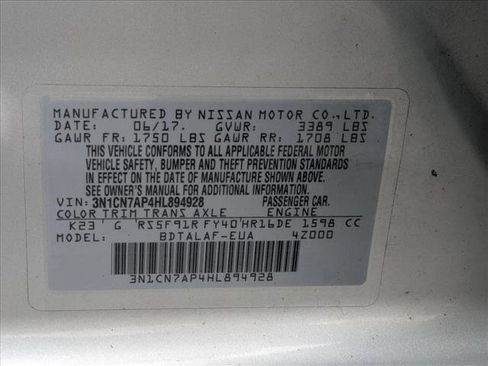 MANUFACTURED BY NISSAN MOTOR CO.,LTD.
DATE: 06/17. GVWR: 3389 LBS
GAWR FR: 1750 LBS GAWR RR: 1708 LBS
THIS VEHICLE CONFORMS TO ALL APPLICABLE FEDERAL MOTOR
VEHICLE SAFETY, BUMPER AND THEFT PREVENTION STANDARDS
IN EFFECT ON THE DATE OF MANUFACTURE SHOWN ABOVE.
SEE OWNER'S MANUAL FOR ADDITIONAL INFORMATION.
VIN: 3N1CN7AP4HL894928 PASSENGER CAR.
COLOR TRIM TRANS AXLE ENGINE
K23 G RS5F91R FY40 HR16DE 1598 CC
MODEL: BDTALAF-EUA 4Z000
3N1CN7AP4HL894928